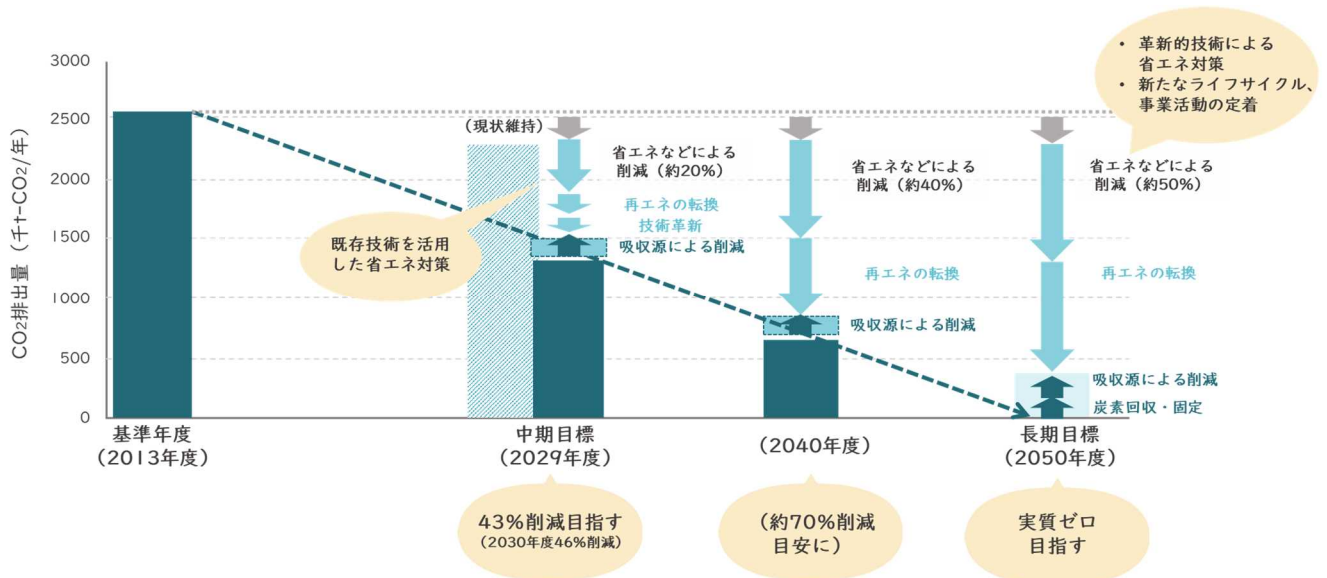 • 革新的技術による
省エネ対策
• 新たなライフサイクル、
事業活動の定着
CO₂排出量（千t-CO₂/年）
3000
2500
2000
1500
1000
500
0
（現状維持）
省エネなどによる
削減（約20%）
再エネの転換
技術革新
吸収源による削減
既存技術を活用
した省エネ対策
省エネなどによる
削減（約40%）
再エネの転換
吸収源による削減
省エネなどによる
削減（約50%）
再エネの転換
吸収源による削減
炭素回収・固定
基準年度
（2013年度）
中期目標
（2029年度）
（2040年度）
長期目標
（2050年度）
43%削減目指す
（2030年度46%削減）
（約70%削減
目安に）
実質ゼロ
目指す